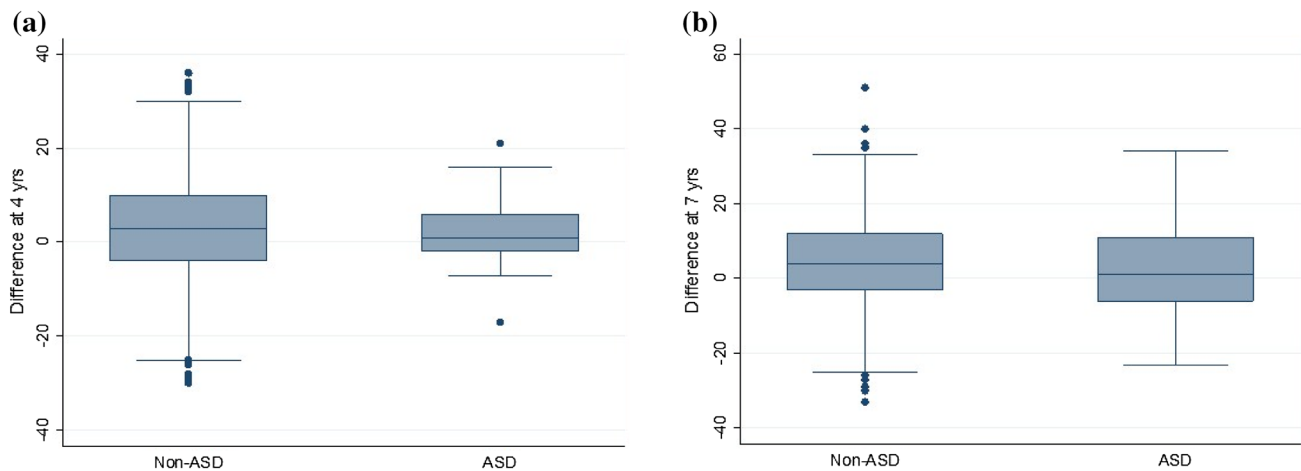 (a)
Difference at 4 yrs
40
20
0
-20
-40
Non-ASD
ASD
(b)
Difference at 7 yrs
60
40
20
0
-20
-40
Non-ASD
ASD